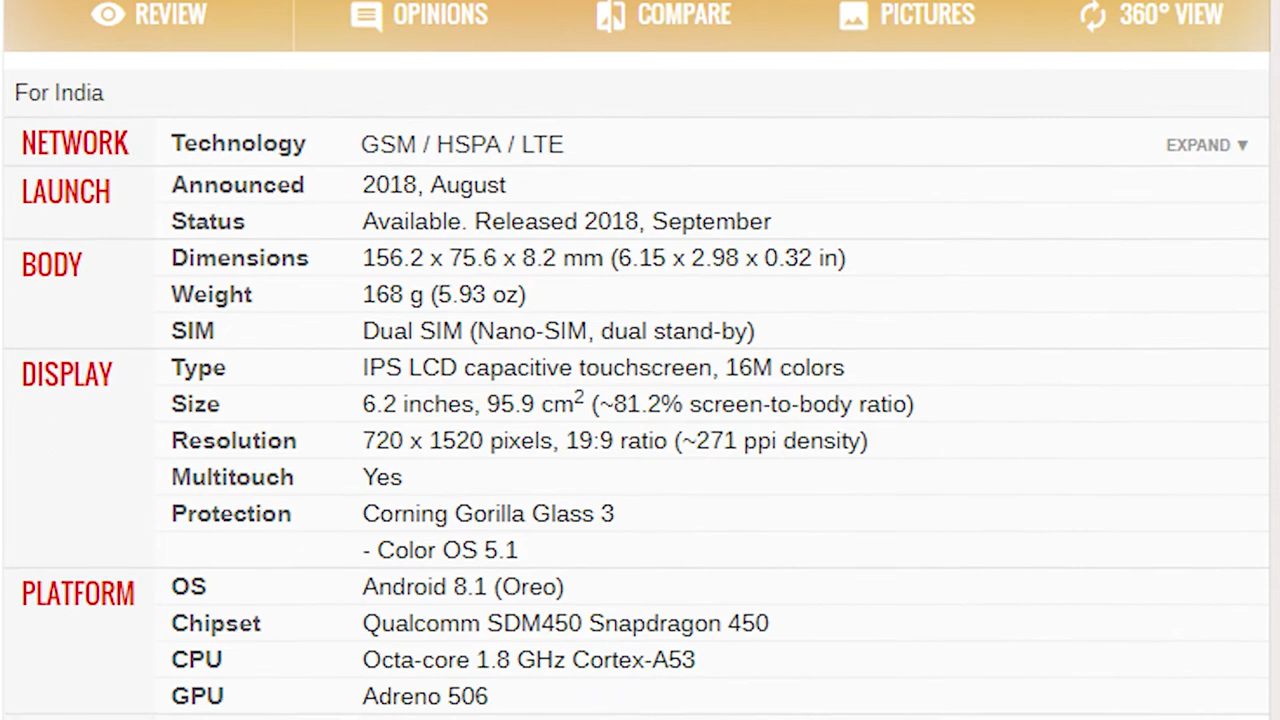 REVIEW OPINIONS COMPARE PICTURES 360° VIEW
For India
NETWORK Technology GSM / HSPA / LTE EXPAND ▼
LAUNCH Announced 2018, August
Status Available. Released 2018, September
BODY Dimensions 156.2 x 75.6 x 8.2 mm (6.15 x 2.98 x 0.32 in)
Weight 168 g (5.93 oz)
SIM Dual SIM (Nano-SIM, dual stand-by)
DISPLAY Type IPS LCD capacitive touchscreen, 16M colors
Size 6.2 inches, 95.9 cm² (~81.2% screen-to-body ratio)
Resolution 720 x 1520 pixels, 19:9 ratio (~271 ppi density)
Multitouch Yes
Protection Corning Gorilla Glass 3
- Color OS 5.1
PLATFORM OS Android 8.1 (Oreo)
Chipset Qualcomm SDM450 Snapdragon 450
CPU Octa-core 1.8 GHz Cortex-A53
GPU Adreno 506